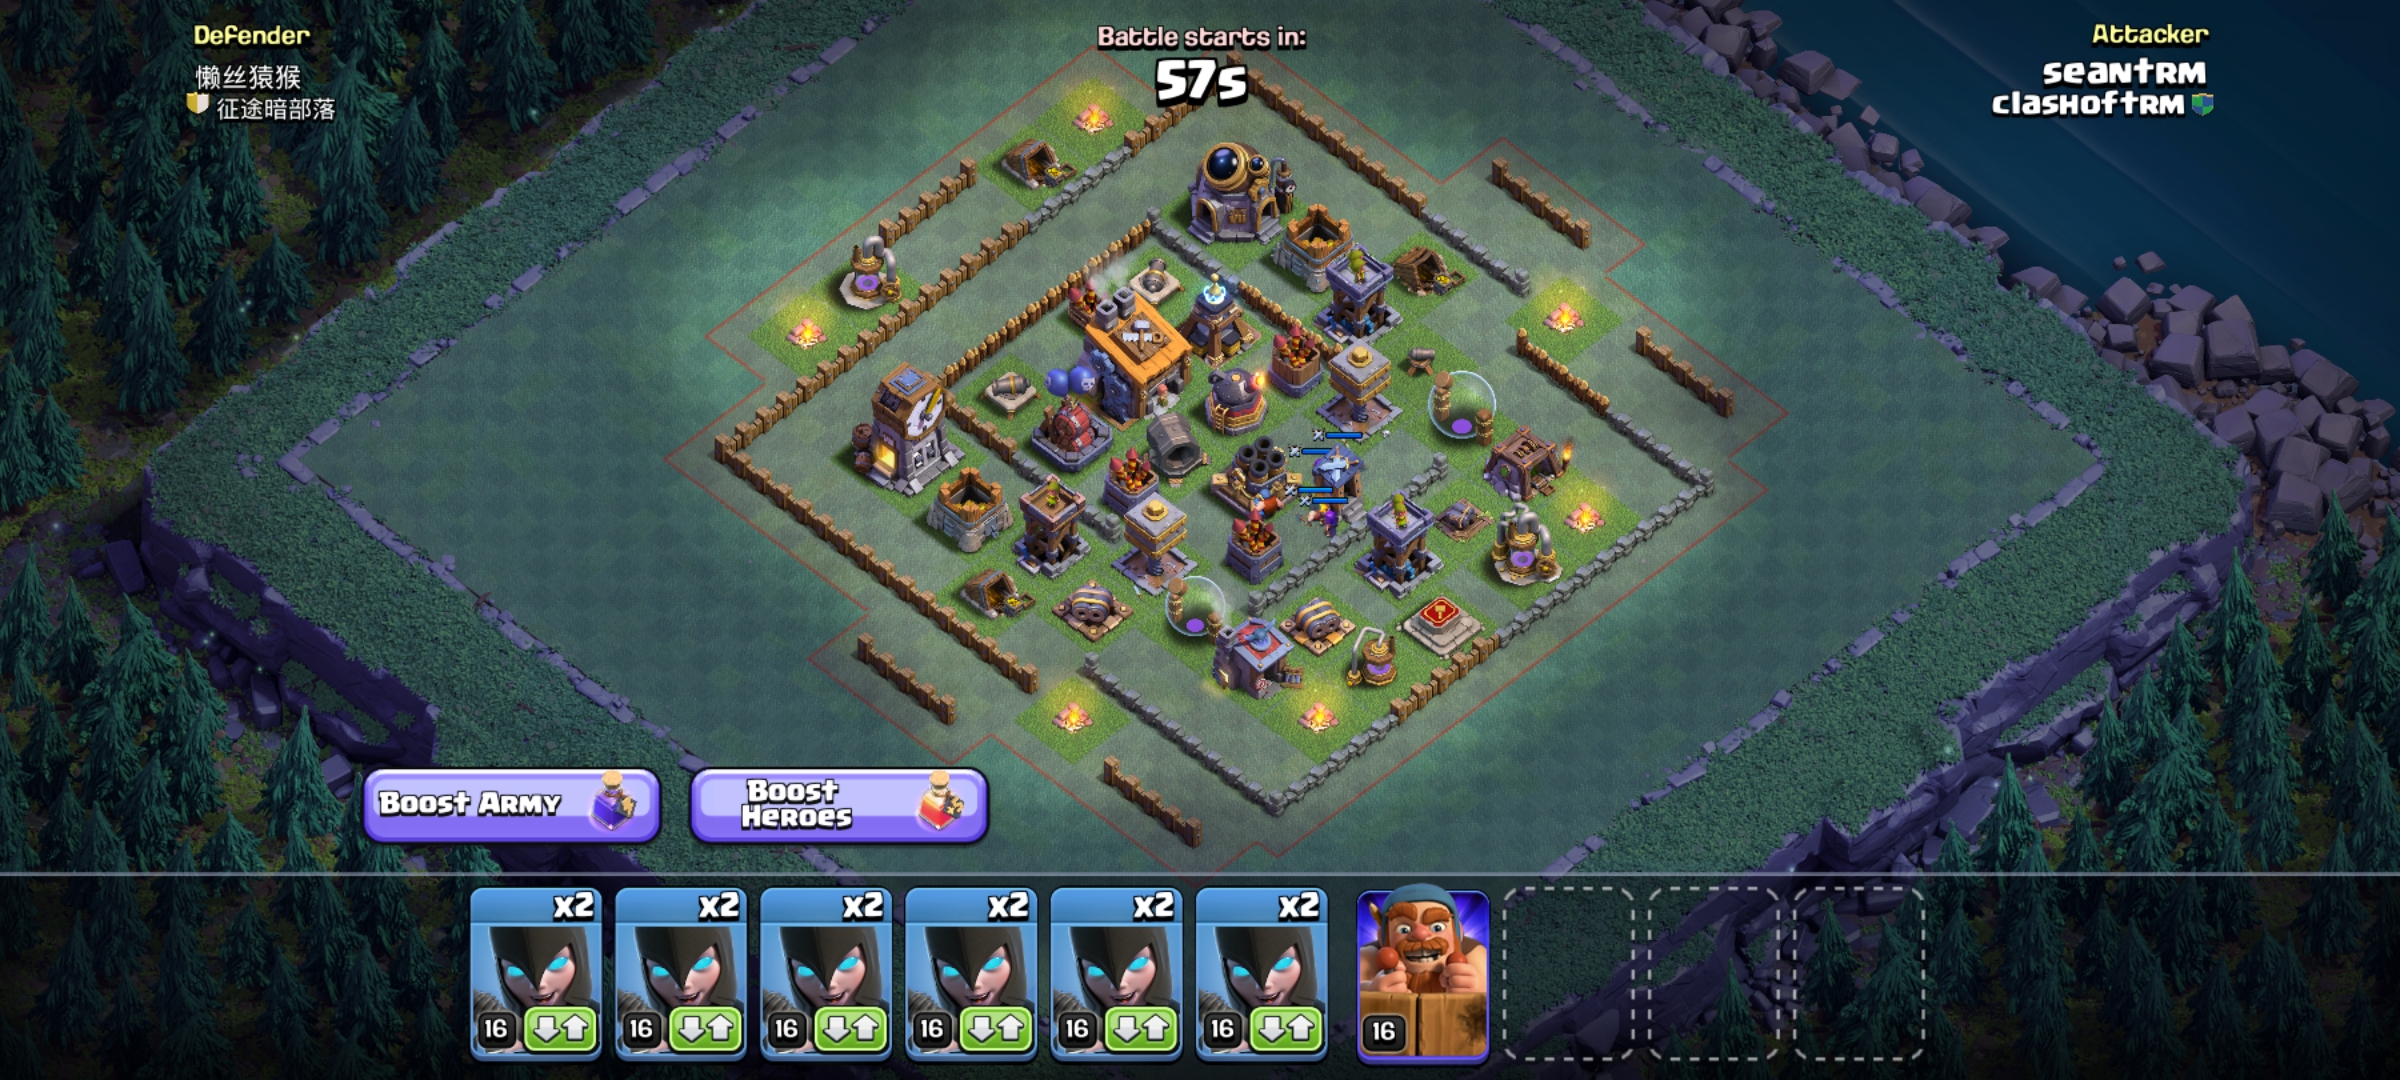 Defender
懒丝猿猴
征途暗部落
Battle starts in:
57s
Attacker
seantRM
clashoftRM
Boost Army
Boost
Heroes
x2
x2
x2
x2
x2
x2
16
16
16
16
16
16
16